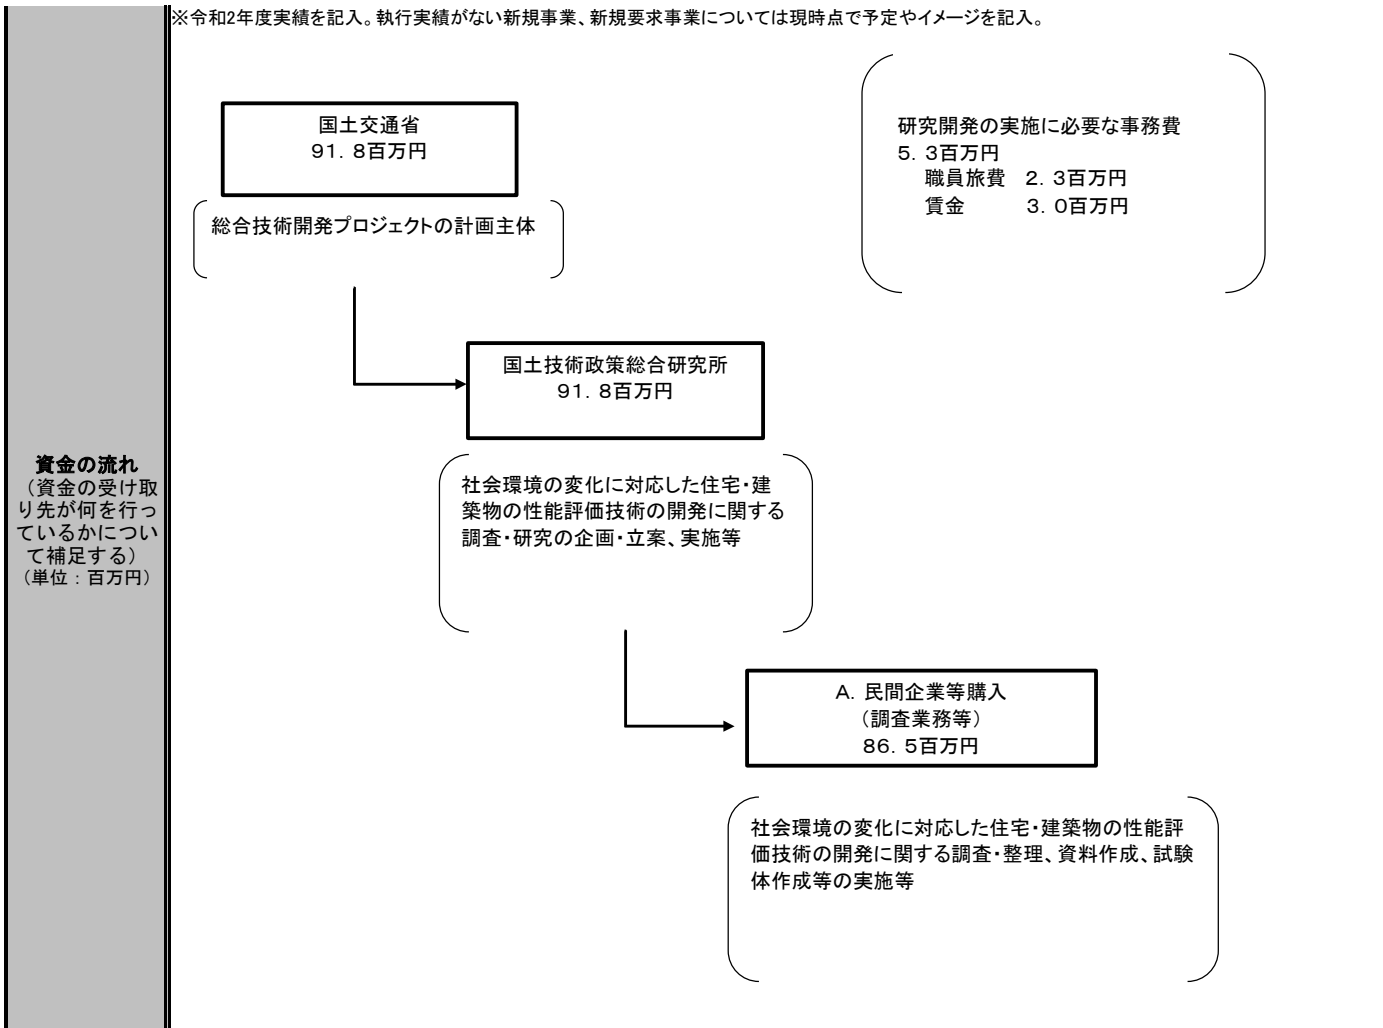 ※令和2年度実績を記入。執行実績がない新規事業、新規要求事業については現時点で予定やイメージを記入。
国土交通省
91．8百万円
総合技術開発プロジェクトの計画主体
研究開発の実施に必要な事務費
5．3百万円
職員旅費　2．3百万円
賃金　　　3．0百万円
国土技術政策総合研究所
91．8百万円
社会環境の変化に対応した住宅・建
築物の性能評価技術の開発に関する
調査・研究の企画・立案、実施等
資金の流れ
（資金の受け取
り先が何を行っ
ているかについ
て補足する）
（単位：百万円）
A．民間企業等購入
（調査業務等）
86．5百万円
社会環境の変化に対応した住宅・建築物の性能評
価技術の開発に関する調査・整理、資料作成、試験
体作成等の実施等